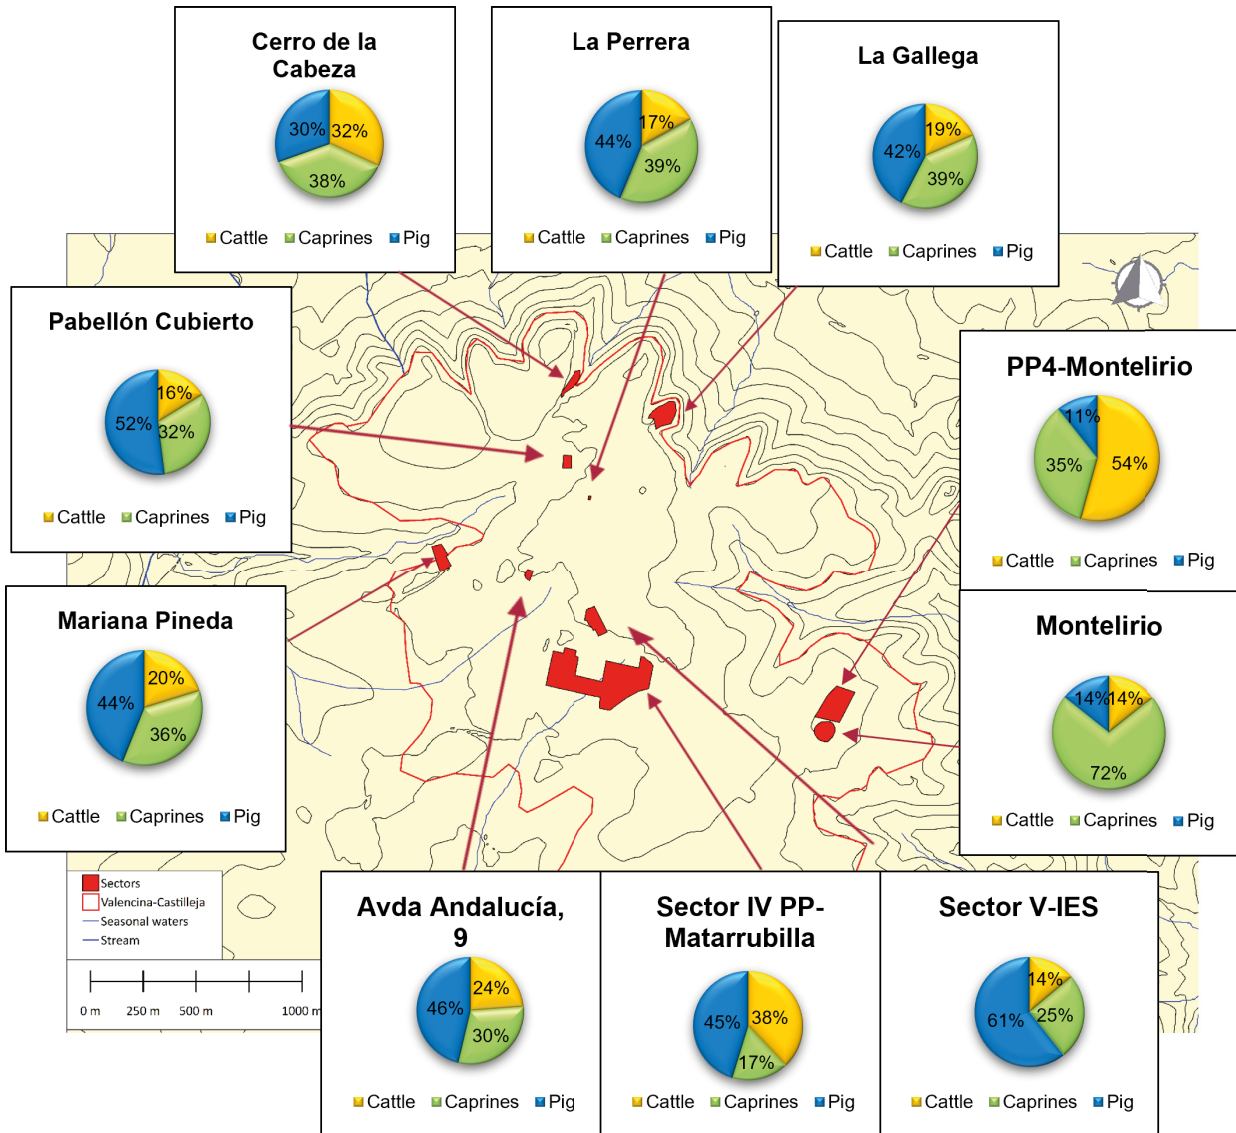 Cerro de la
Cabeza
30% 32%
38%
Cattle Caprines Pig
La Perrera
17%
44%
39%
Cattle Caprines Pig
La Gallega
19%
42%
39%
Cattle Caprines Pig
Pabellón Cubierto
16%
52% 32%
Cattle Caprines Pig
PP4-Montelirio
11%
35% 54%
Cattle Caprines Pig
Mariana Pineda
20%
44%
36%
Cattle Caprines Pig
Montelirio
14% 14%
72%
Cattle Caprines Pig
Sectors
Valencina-Castilleja
Seasonal waters
Stream
0 m 250 m 500 m 1000 m
Avda Andalucía,
9
24%
46%
30%
Cattle Caprines Pig
Sector IV PP-
Matarrubilla
45% 38%
17%
Cattle Caprines Pig
Sector V-IES
14%
61% 25%
Cattle Caprines Pig